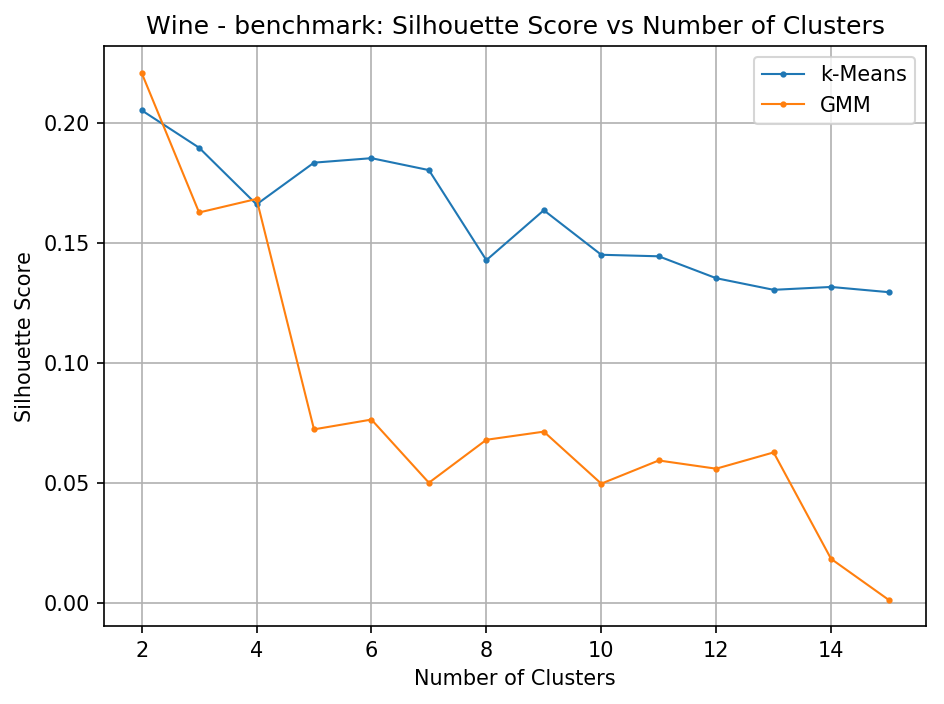 Wine - benchmark: Silhouette Score vs Number of Clusters
k-Means
GMM
Silhouette Score
0.20
0.15
0.10
0.05
0.00
2 4 6 8 10 12 14
Number of Clusters